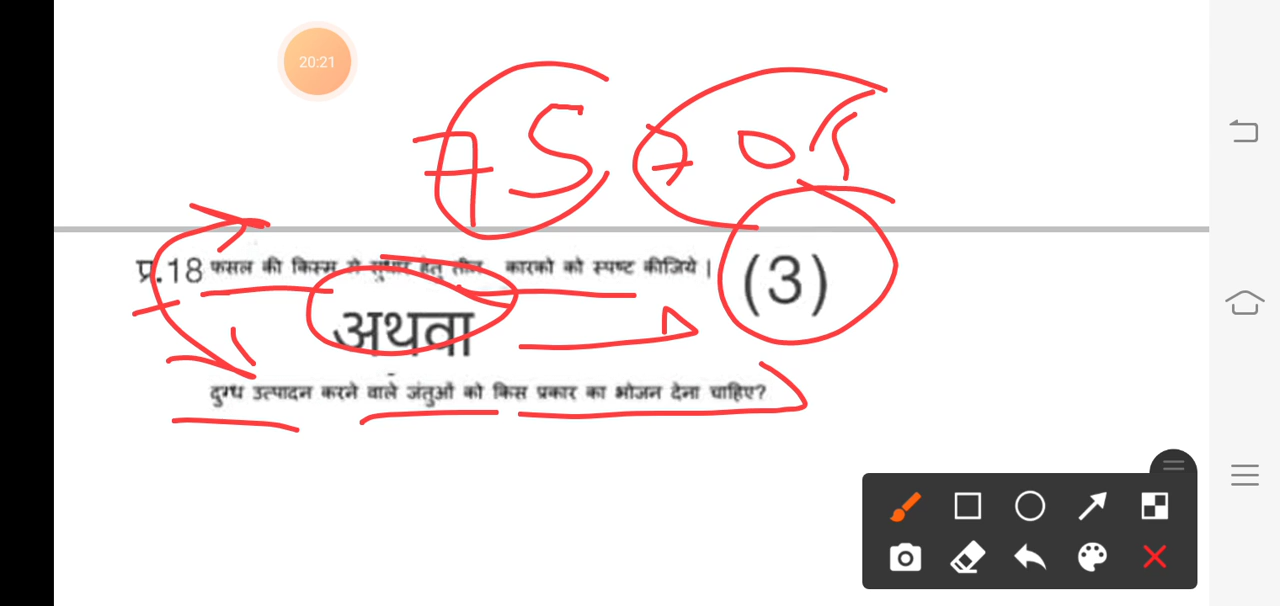 20:21
75
प्र.18 फसल की किस्म मे सुधार हेतु तीन कारको को स्पष्ट कीजिये | (3)
अथवा
दुग्ध उत्पादन करने वाले जंतुओं को किस प्रकार का भोजन देना चाहिए?